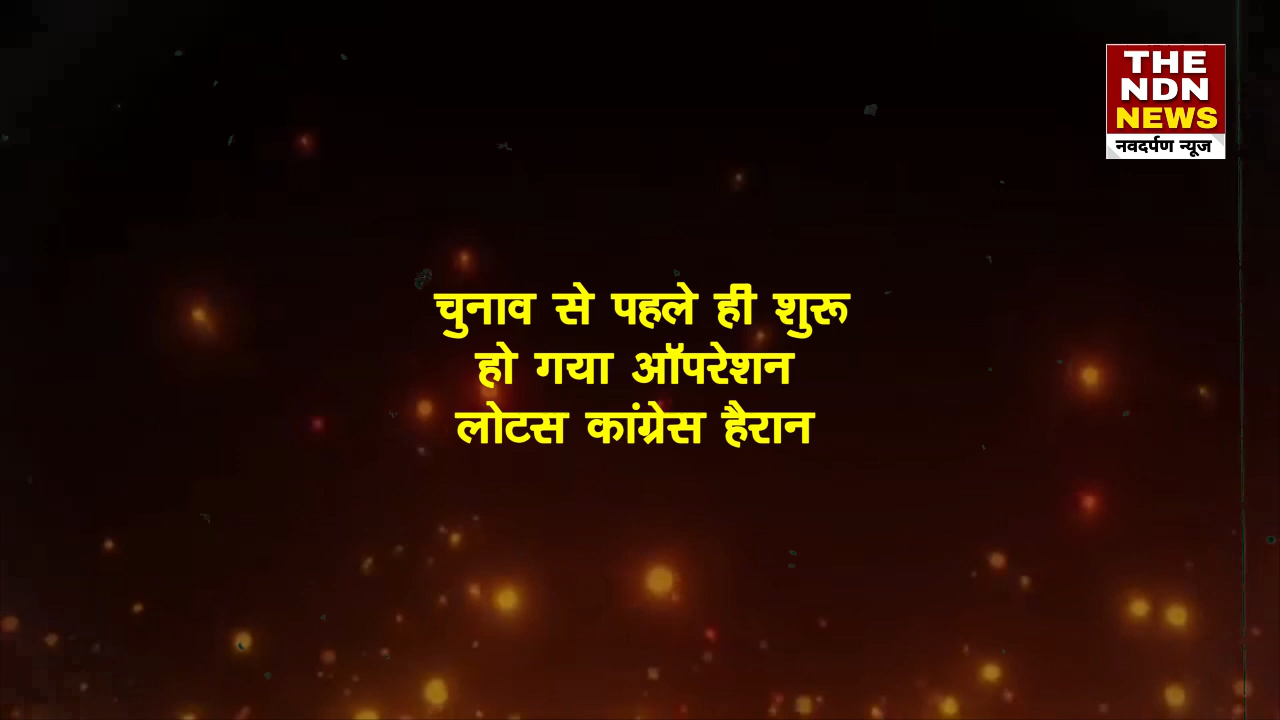 THE
NDN
NEWS
नवदर्पण न्यूज
चुनाव से पहले ही शुरू
हो गया ऑपरेशन
लोटस कांग्रेस हैरान